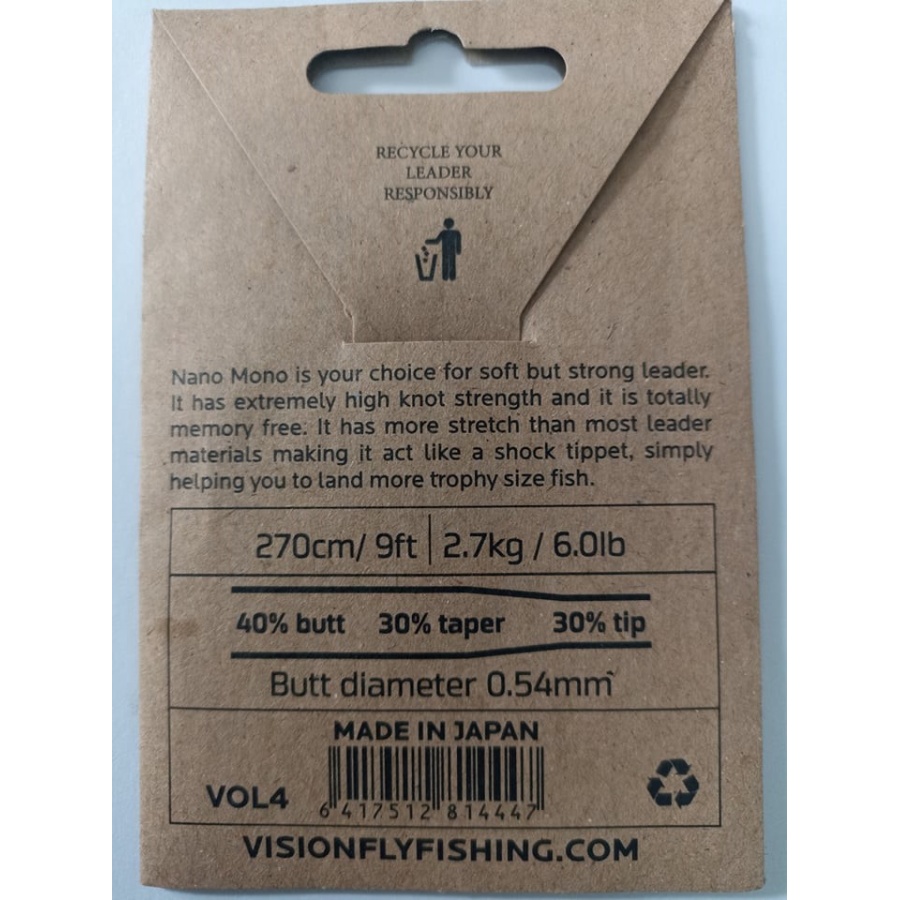 RECYCLE YOUR
LEADER
RESPONSIBLY
Nano Mono is your choice for soft but strong leader.
It has extremely high knot strength and it is totally
memory free. It has more stretch than most leader
materials making it act like a shock tippet, simply
helping you to land more trophy size fish.
270cm/ 9ft | 2.7kg / 6.0lb
40% butt 30% taper 30% tip
Butt diameter 0.54mm
MADE IN JAPAN
VOL4
6 417512 814447
VISIONFLYFISHING.COM